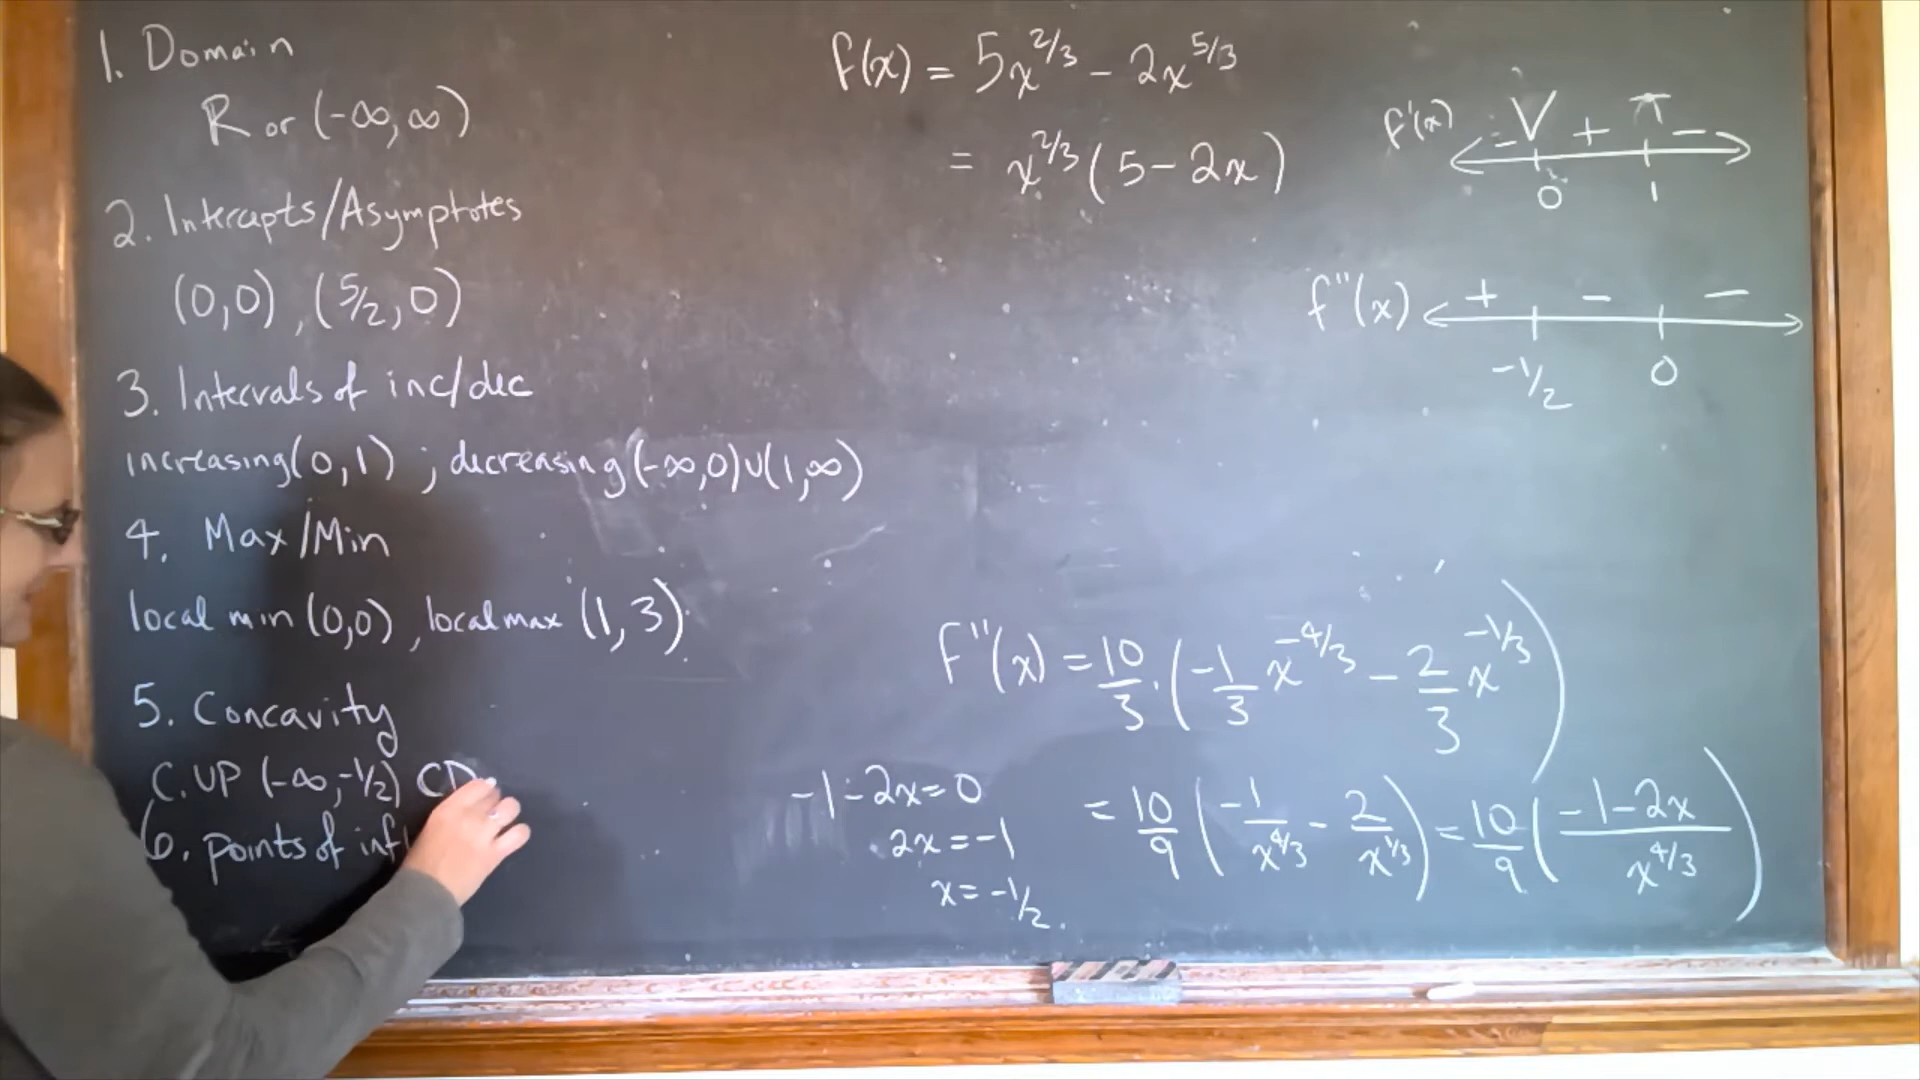 1. Domain
R or (-∞,∞)
2. Intercepts/Asymptotes
(0,0) , (5/2, 0)
3. Intervals of inc/dec
increasing (0,1) ; decreasing (-∞,0)∪(1,∞)
4. Max/Min
local min (0,0) , local max (1,3)
5. Concavity
C.UP (-∞,-1/2) CD
6. points of inf
f(x) = 5x^{2/3} - 2x^{5/3}
= x^{2/3}(5-2x)
f'(x) - + -
0 1
f''(x) + - -
-1/2 0
f''(x) = 10/3 · (-1/3 x^{-4/3} - 2/3 x^{-1/3})
= 10/9 (-1/x^{4/3} - 2/x^{1/3}) = 10/9 (-1-2x / x^{4/3})
-1-2x=0
2x=-1
x=-1/2.